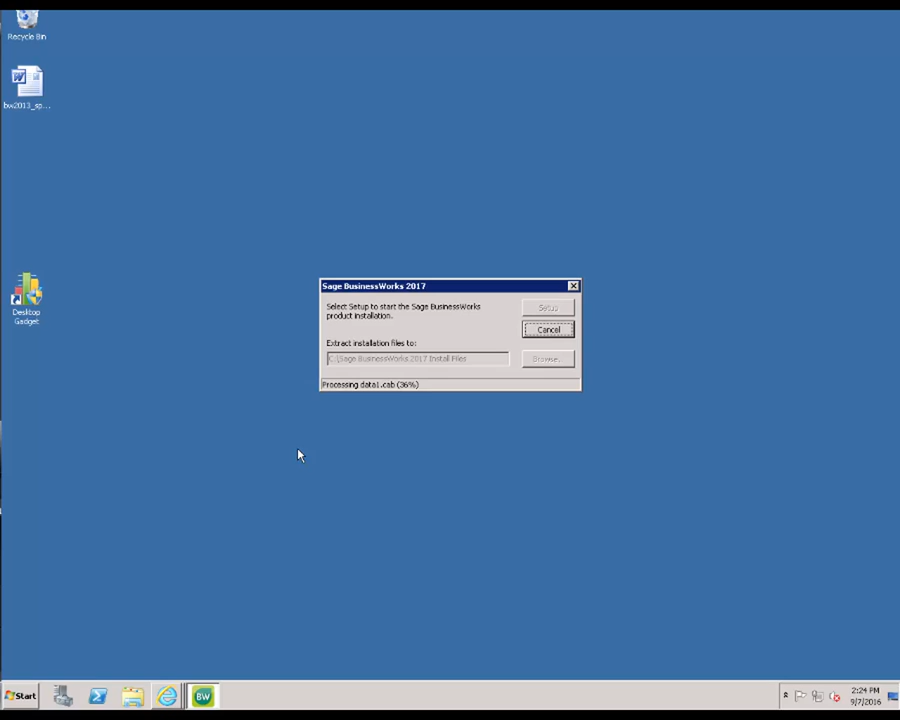 Recycle Bin
bw2013_sp...
Desktop
Gadget
Sage BusinessWorks 2017
Select Setup to start the Sage BusinessWorks
product installation.
Setup
Cancel
Extract installation files to:
C:\Sage BusinessWorks 2017 Install Files
Browse..
Processing data1.cab (36%)
Start
BW
2:24 PM
9/7/2016